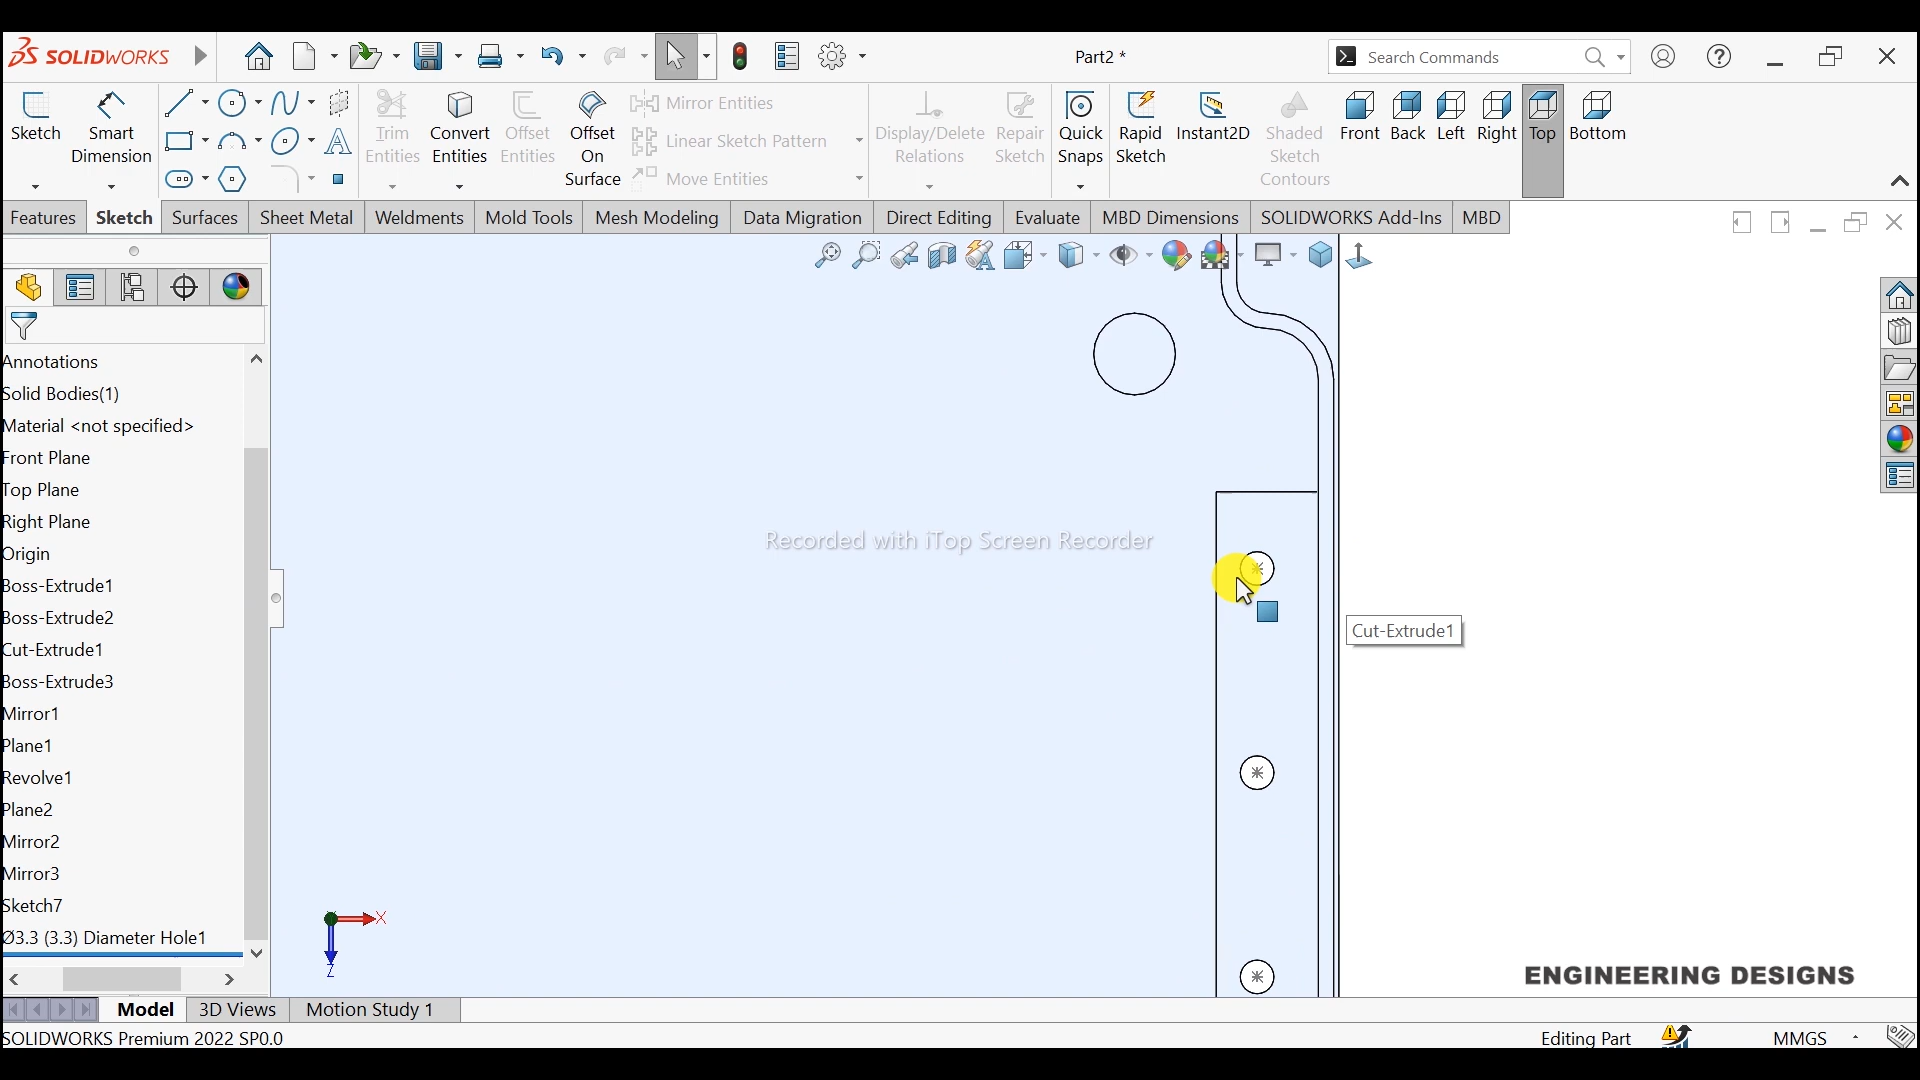 SOLIDWORKS
Part2 *
Search Commands
Sketch
Smart
Dimension
Trim
Entities
Convert
Entities
Offset
Entities
Offset
On
Surface
Mirror Entities
Linear Sketch Pattern
Move Entities
Display/Delete
Relations
Repair
Sketch
Quick
Snaps
Rapid
Sketch
Instant2D
Shaded
Sketch
Contours
Front
Back
Left
Right
Top
Bottom
Features
Sketch
Surfaces
Sheet Metal
Weldments
Mold Tools
Mesh Modeling
Data Migration
Direct Editing
Evaluate
MBD Dimensions
SOLIDWORKS Add-Ins
MBD
Annotations
Solid Bodies(1)
Material <not specified>
Front Plane
Top Plane
Right Plane
Origin
Boss-Extrude1
Boss-Extrude2
Cut-Extrude1
Boss-Extrude3
Mirror1
Plane1
Revolve1
Plane2
Mirror2
Mirror3
Sketch7
Ø3.3 (3.3) Diameter Hole1
Recorded with iTop Screen Recorder
Cut-Extrude1
X
Z
ENGINEERING DESIGNS
Model
3D Views
Motion Study 1
SOLIDWORKS Premium 2022 SP0.0
Editing Part
MMGS